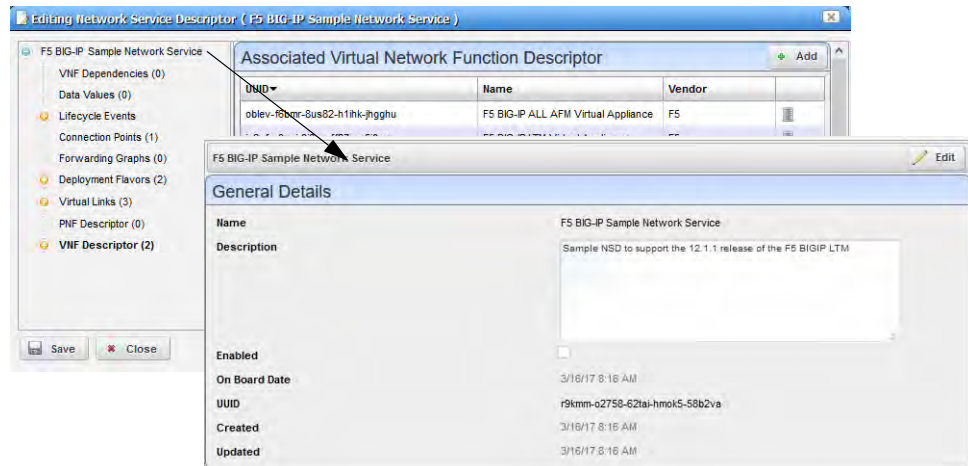 Editing Network Service Descriptor ( F5 BIG-IP Sample Network Service )
F5 BIG-IP Sample Network Service
VNF Dependencies (0)
Data Values (0)
Lifecycle Events
Connection Points (1)
Forwarding Graphs (0)
Deployment Flavors (2)
Virtual Links (3)
PNF Descriptor (0)
VNF Descriptor (2)
Save
Close
Associated Virtual Network Function Descriptor
Add
UUID Name Vendor
oblev-f6bmr-8us82-h1ihk-jhgghu F5 BIG-IP ALL AFM Virtual Appliance F5
F5 BIG-IP Sample Network Service
Edit
General Details
Name F5 BIG-IP Sample Network Service
Description Sample NSD to support the 12.1.1 release of the F5 BIGIP LTM
Enabled
On Board Date 3/16/17 8:16 AM
UUID r9kmm-o2758-62tai-hmok5-58b2va
Created 3/16/17 8:16 AM
Updated 3/16/17 8:16 AM